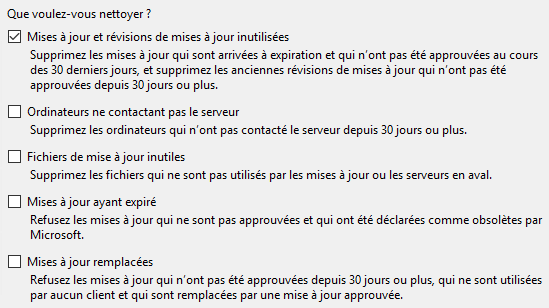 Que voulez-vous nettoyer ?
Mises à jour et révisions de mises à jour inutilisées
Supprimez les mises à jour qui sont arrivées à expiration et qui n’ont pas été approuvées au cours
des 30 derniers jours, et supprimez les anciennes révisions de mises à jour qui n’ont pas été
approuvées depuis 30 jours ou plus.
Ordinateurs ne contactant pas le serveur
Supprimez les ordinateurs qui n’ont pas contacté le serveur depuis 30 jours ou plus.
Fichiers de mise à jour inutiles
Supprimez les fichiers qui ne sont pas utilisés par les mises à jour ou les serveurs en aval.
Mises à jour ayant expiré
Refusez les mises à jour qui ne sont pas approuvées et qui ont été déclarées comme obsolètes par
Microsoft.
Mises à jour remplacées
Refusez les mises à jour qui n’ont pas été approuvées depuis 30 jours ou plus, qui ne sont utilisées
par aucun client et qui sont remplacées par une mise à jour approuvée.